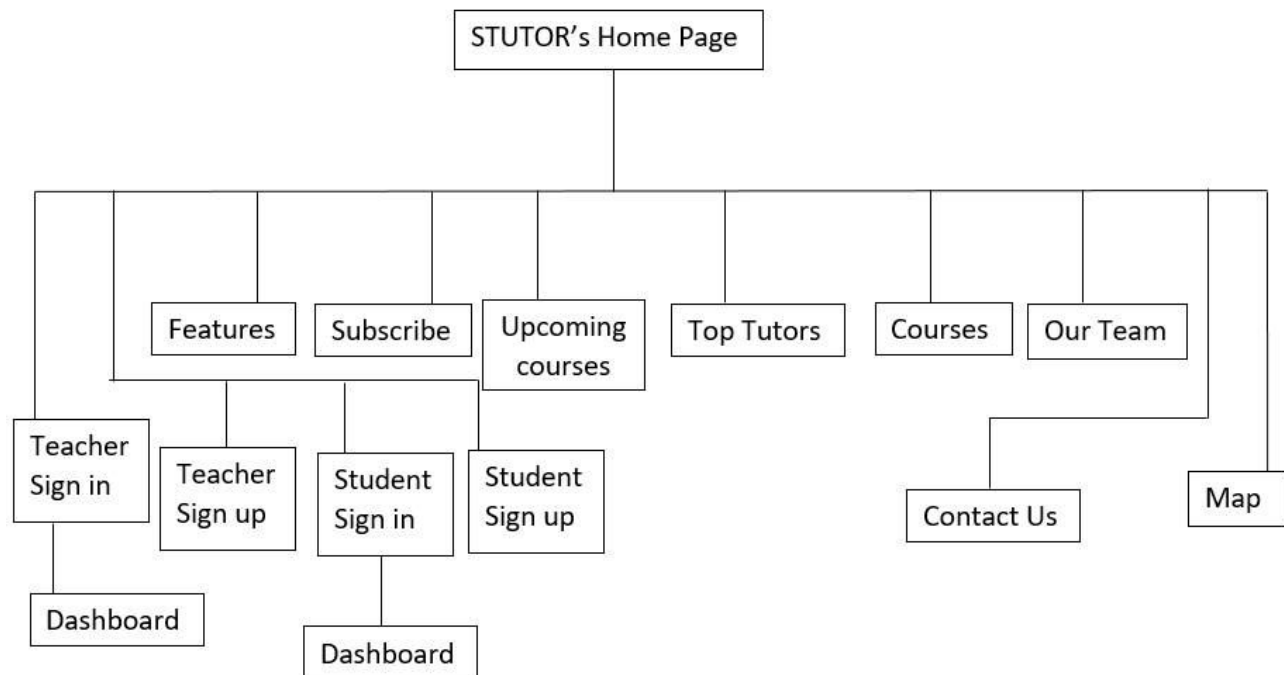 STUTOR’s Home Page
Features
Subscribe
Upcoming
courses
Top Tutors
Courses
Our Team
Teacher
Sign in
Teacher
Sign up
Student
Sign in
Student
Sign up
Contact Us
Map
Dashboard
Dashboard